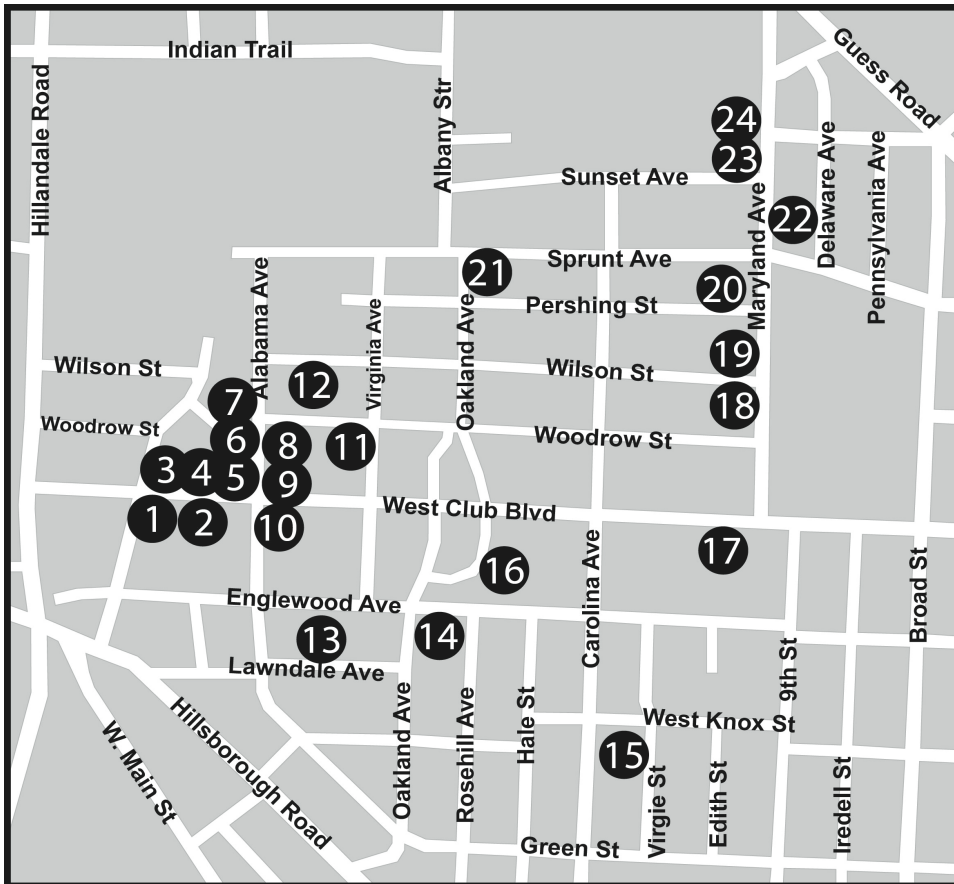 Indian Trail
Guess Road
Hillandale Road
Albany Str
24
23
Sunset Ave
Maryland Ave
22
Delaware Ave
Pennsylvania Ave
Sprunt Ave
21
20
Pershing St
Alabama Ave
Virginia Ave
Oakland Ave
19
Wilson St
Wilson St
12
7
18
Woodrow St
Woodrow St
6
8
11
3
4
5
9
West Club Blvd
1
2
10
17
16
Carolina Ave
Broad St
Englewood Ave
13
14
Lawndale Ave
9th St
Hillsborough Road
W. Main St
Oakland Ave
Rosehill Ave
Hale St
West Knox St
15
Virgie St
Edith St
Iredell St
Green St